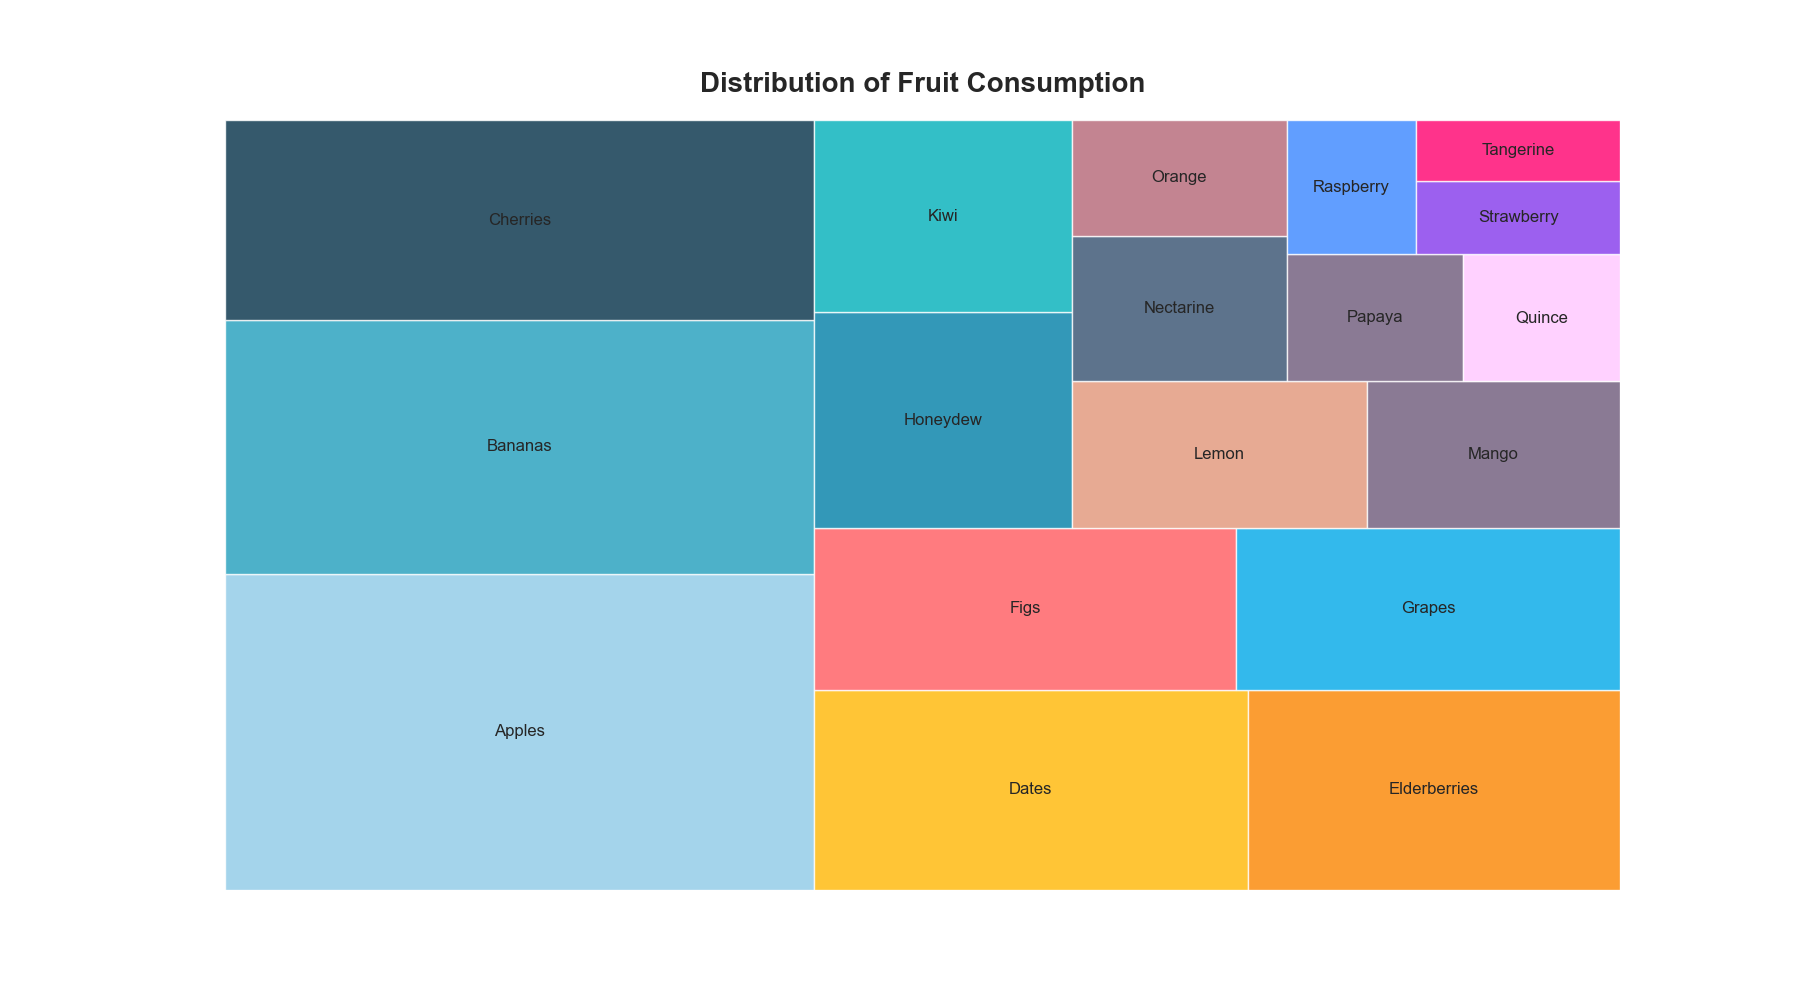 Distribution of Fruit Consumption
Cherries
Kiwi
Orange
Raspberry
Tangerine
Strawberry
Nectarine
Papaya
Quince
Bananas
Honeydew
Lemon
Mango
Figs
Grapes
Apples
Dates
Elderberries